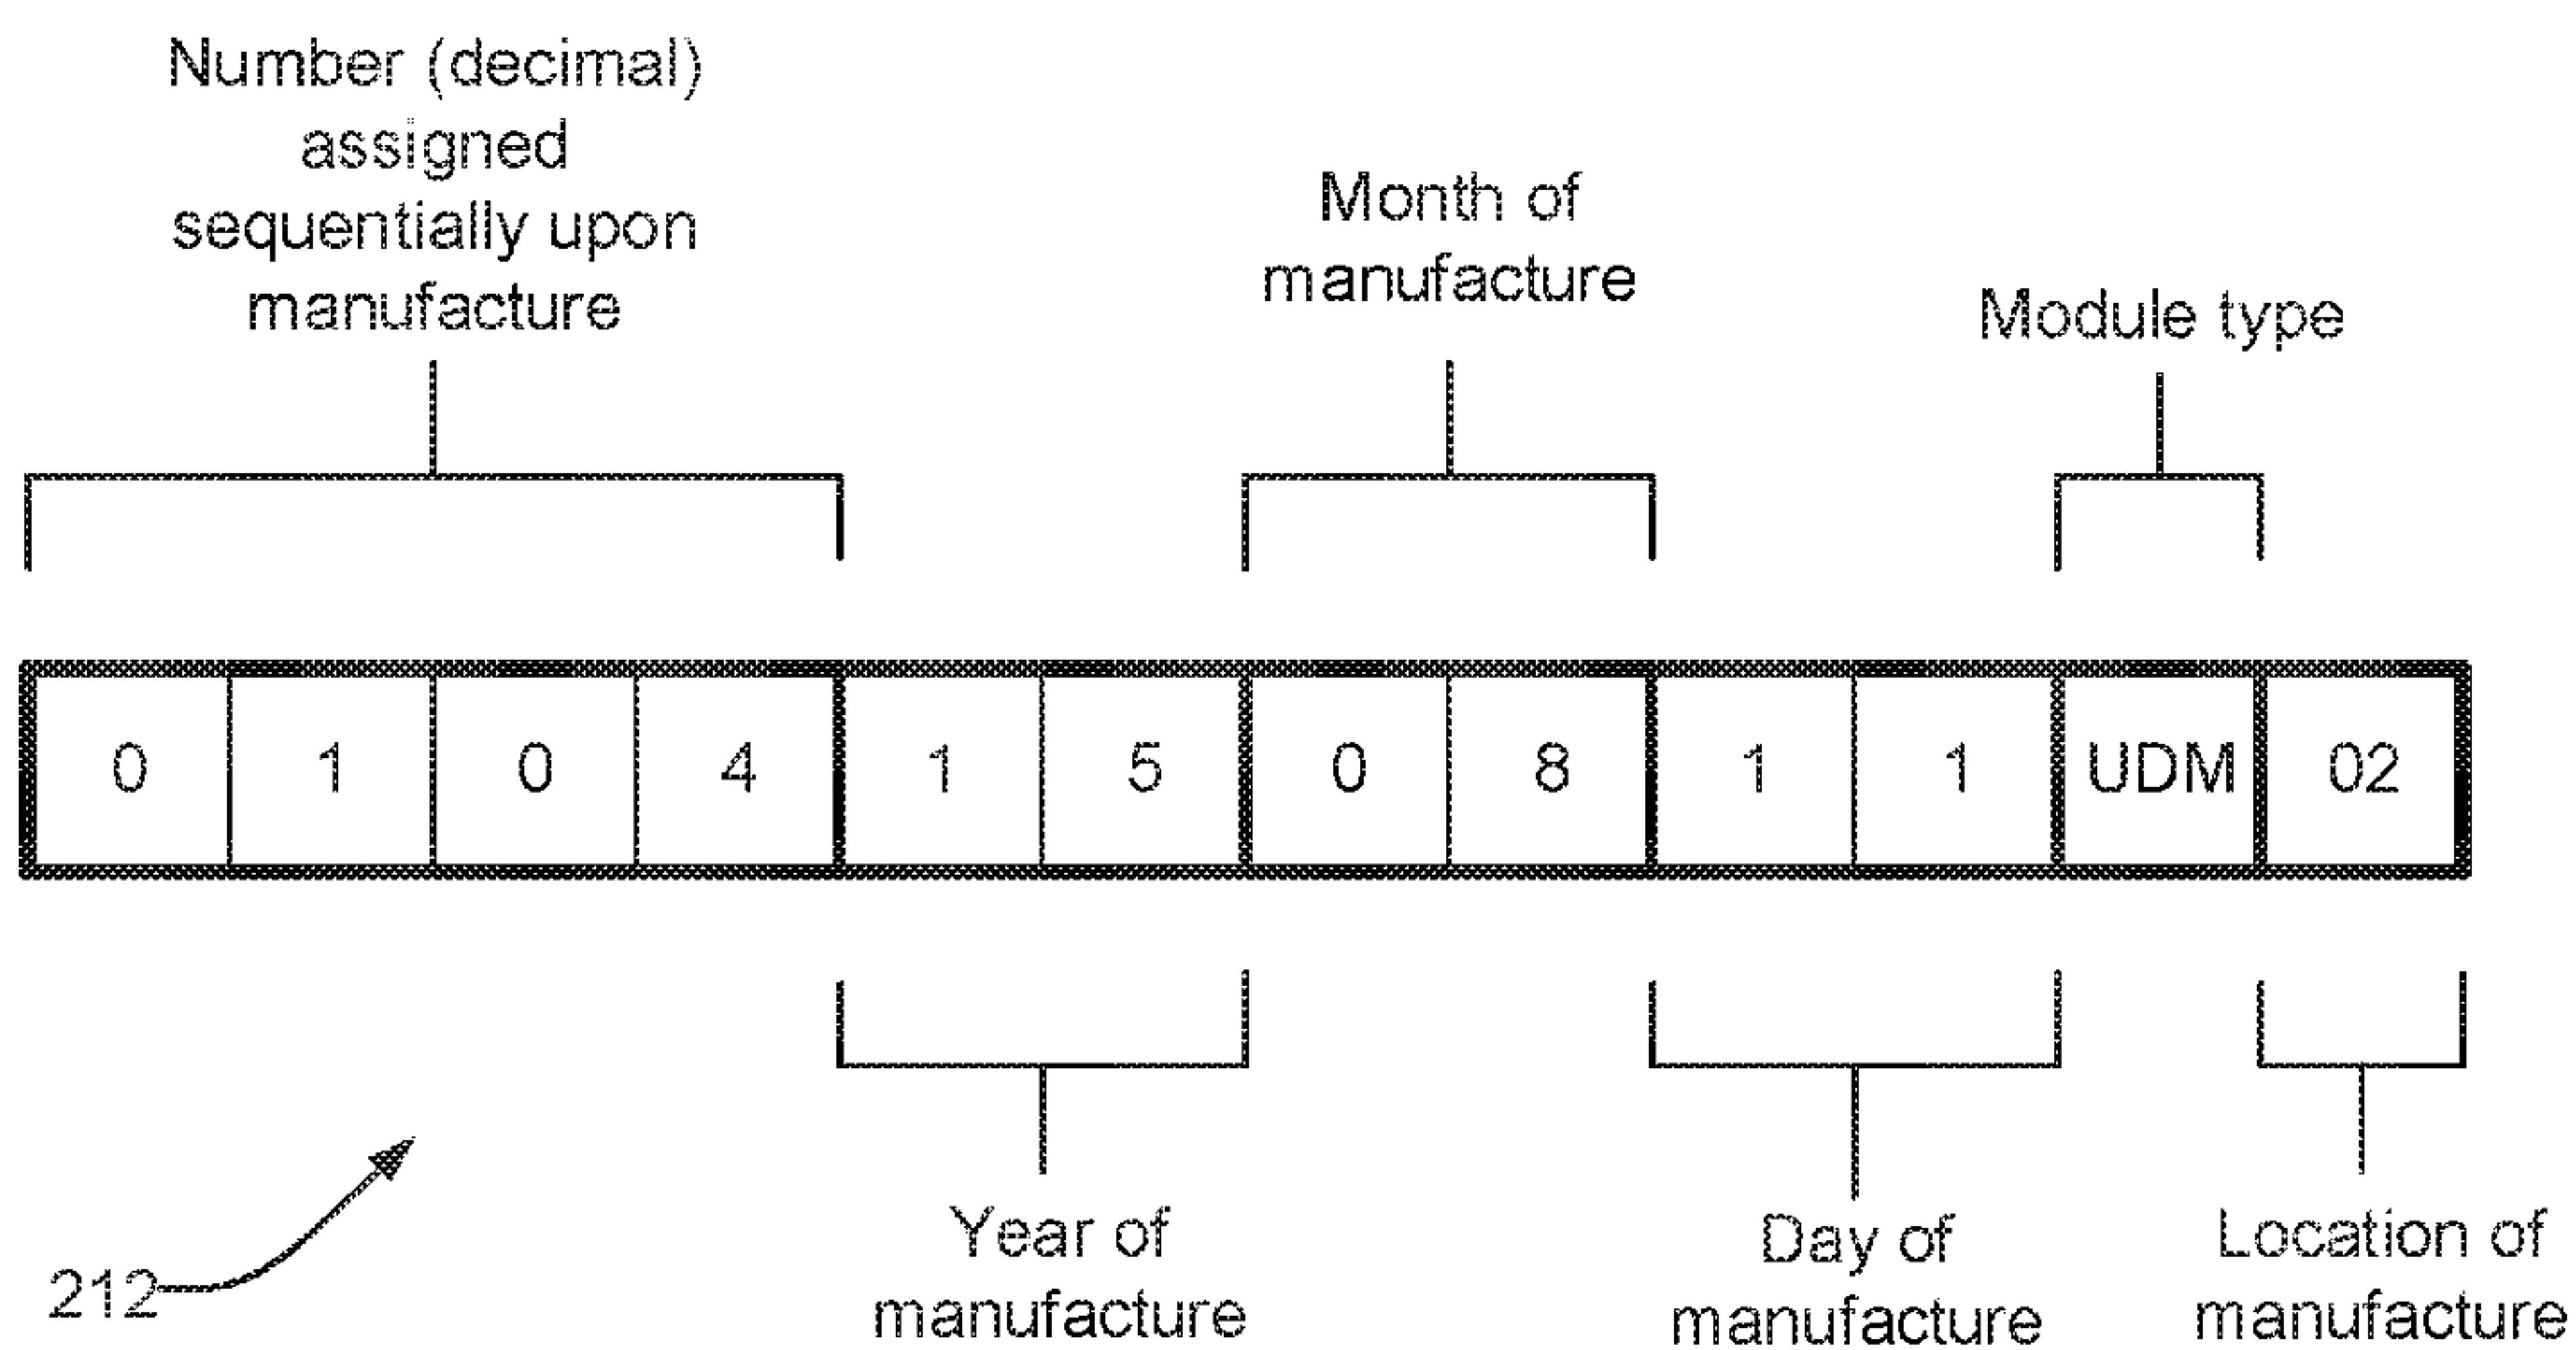 Number (decimal)
assigned
sequentially upon
manufacture
Month of
manufacture
Module type
0 1 0 4 1 5 0 8 1 1 UDM 02
212
Year of
manufacture
Day of
manufacture
Location of
manufacture